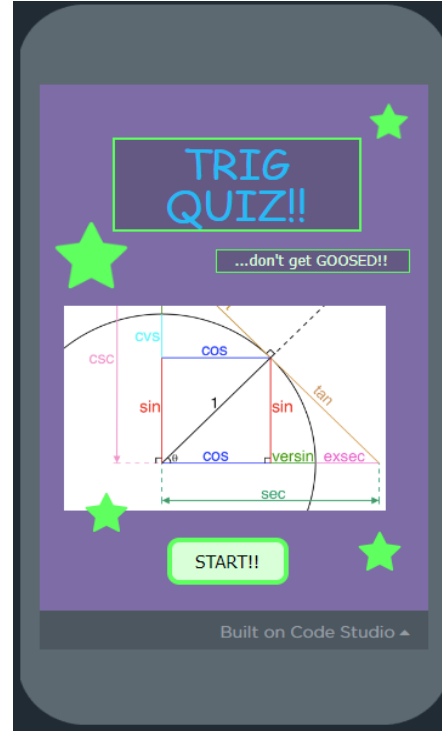 TRIG
QUIZ!!
...don't get GOOSED!!
cvs
csc
cos
sin
1
sin
tan
θ
cos
versin
exsec
sec
START!!
Built on Code Studio